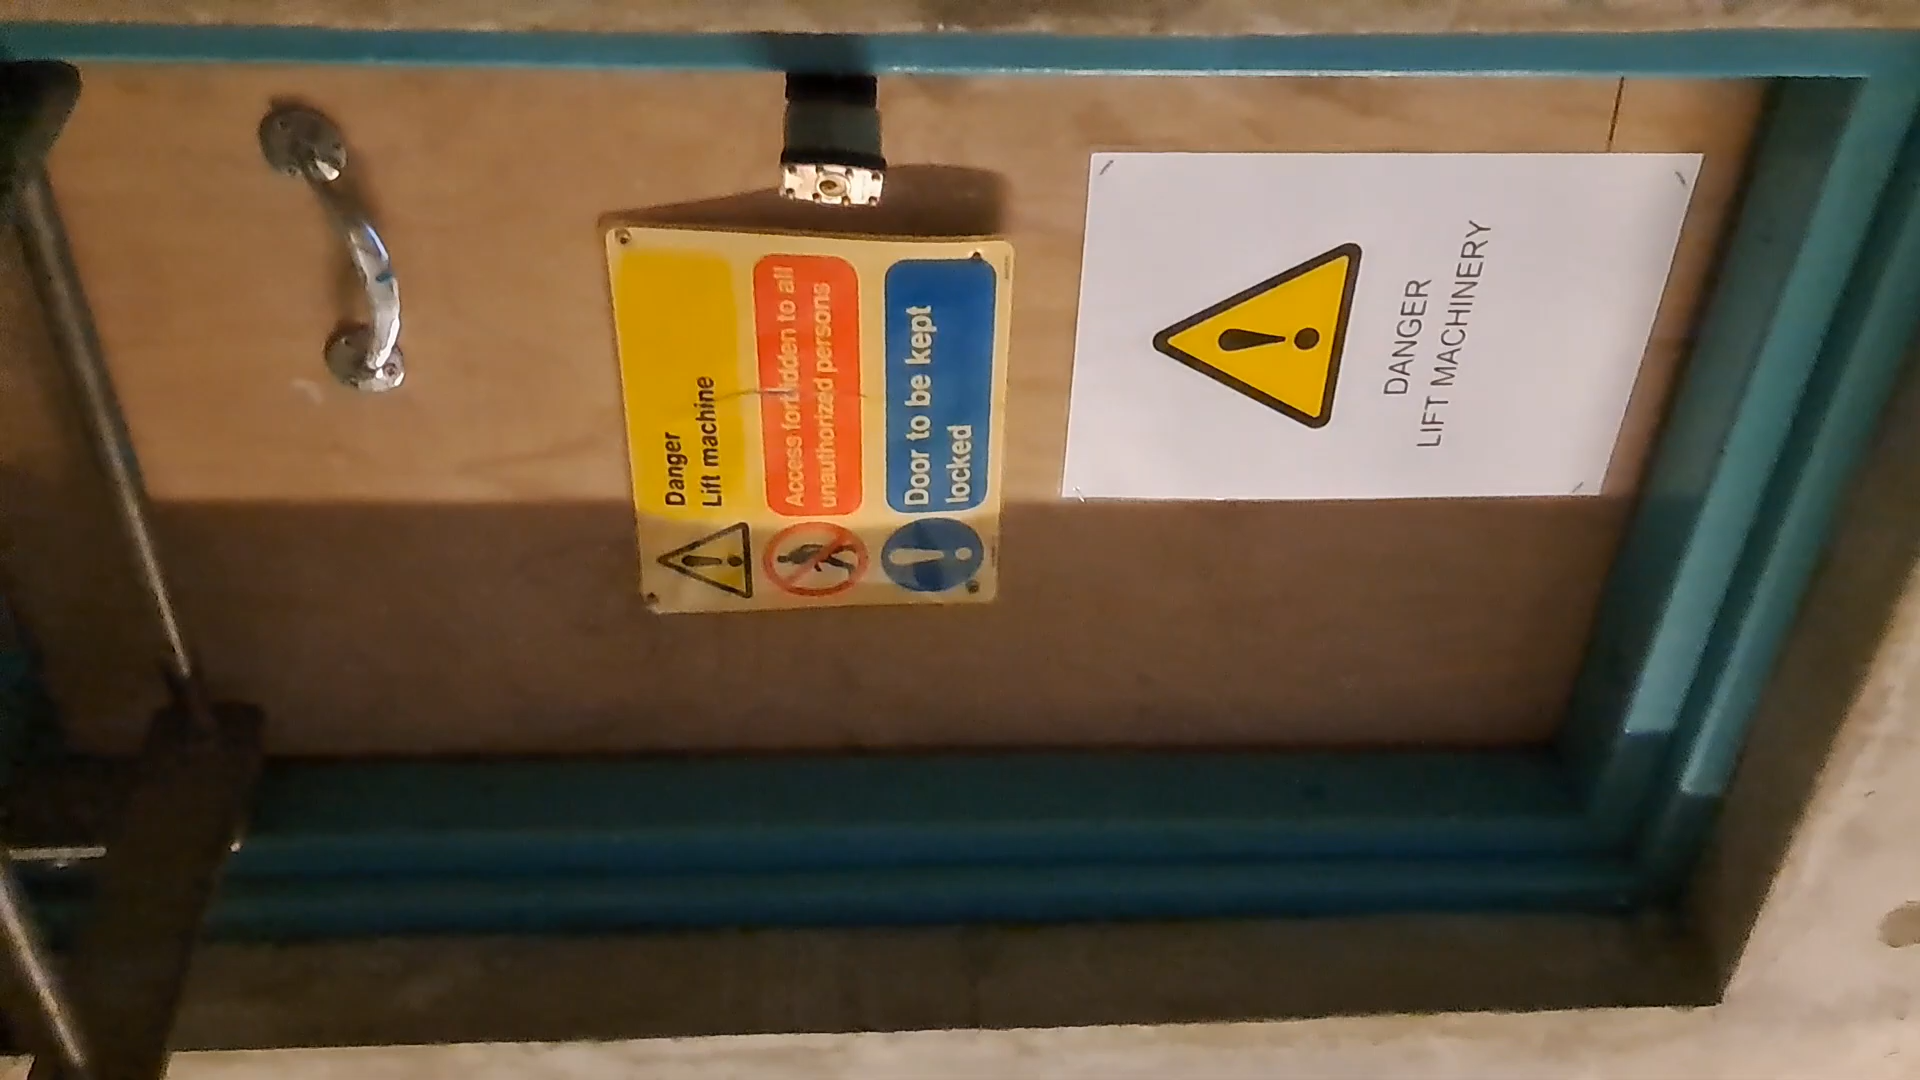 Danger
Lift machine
Access forbidden to all
unauthorized persons
Door to be kept
locked
DANGER
LIFT MACHINERY